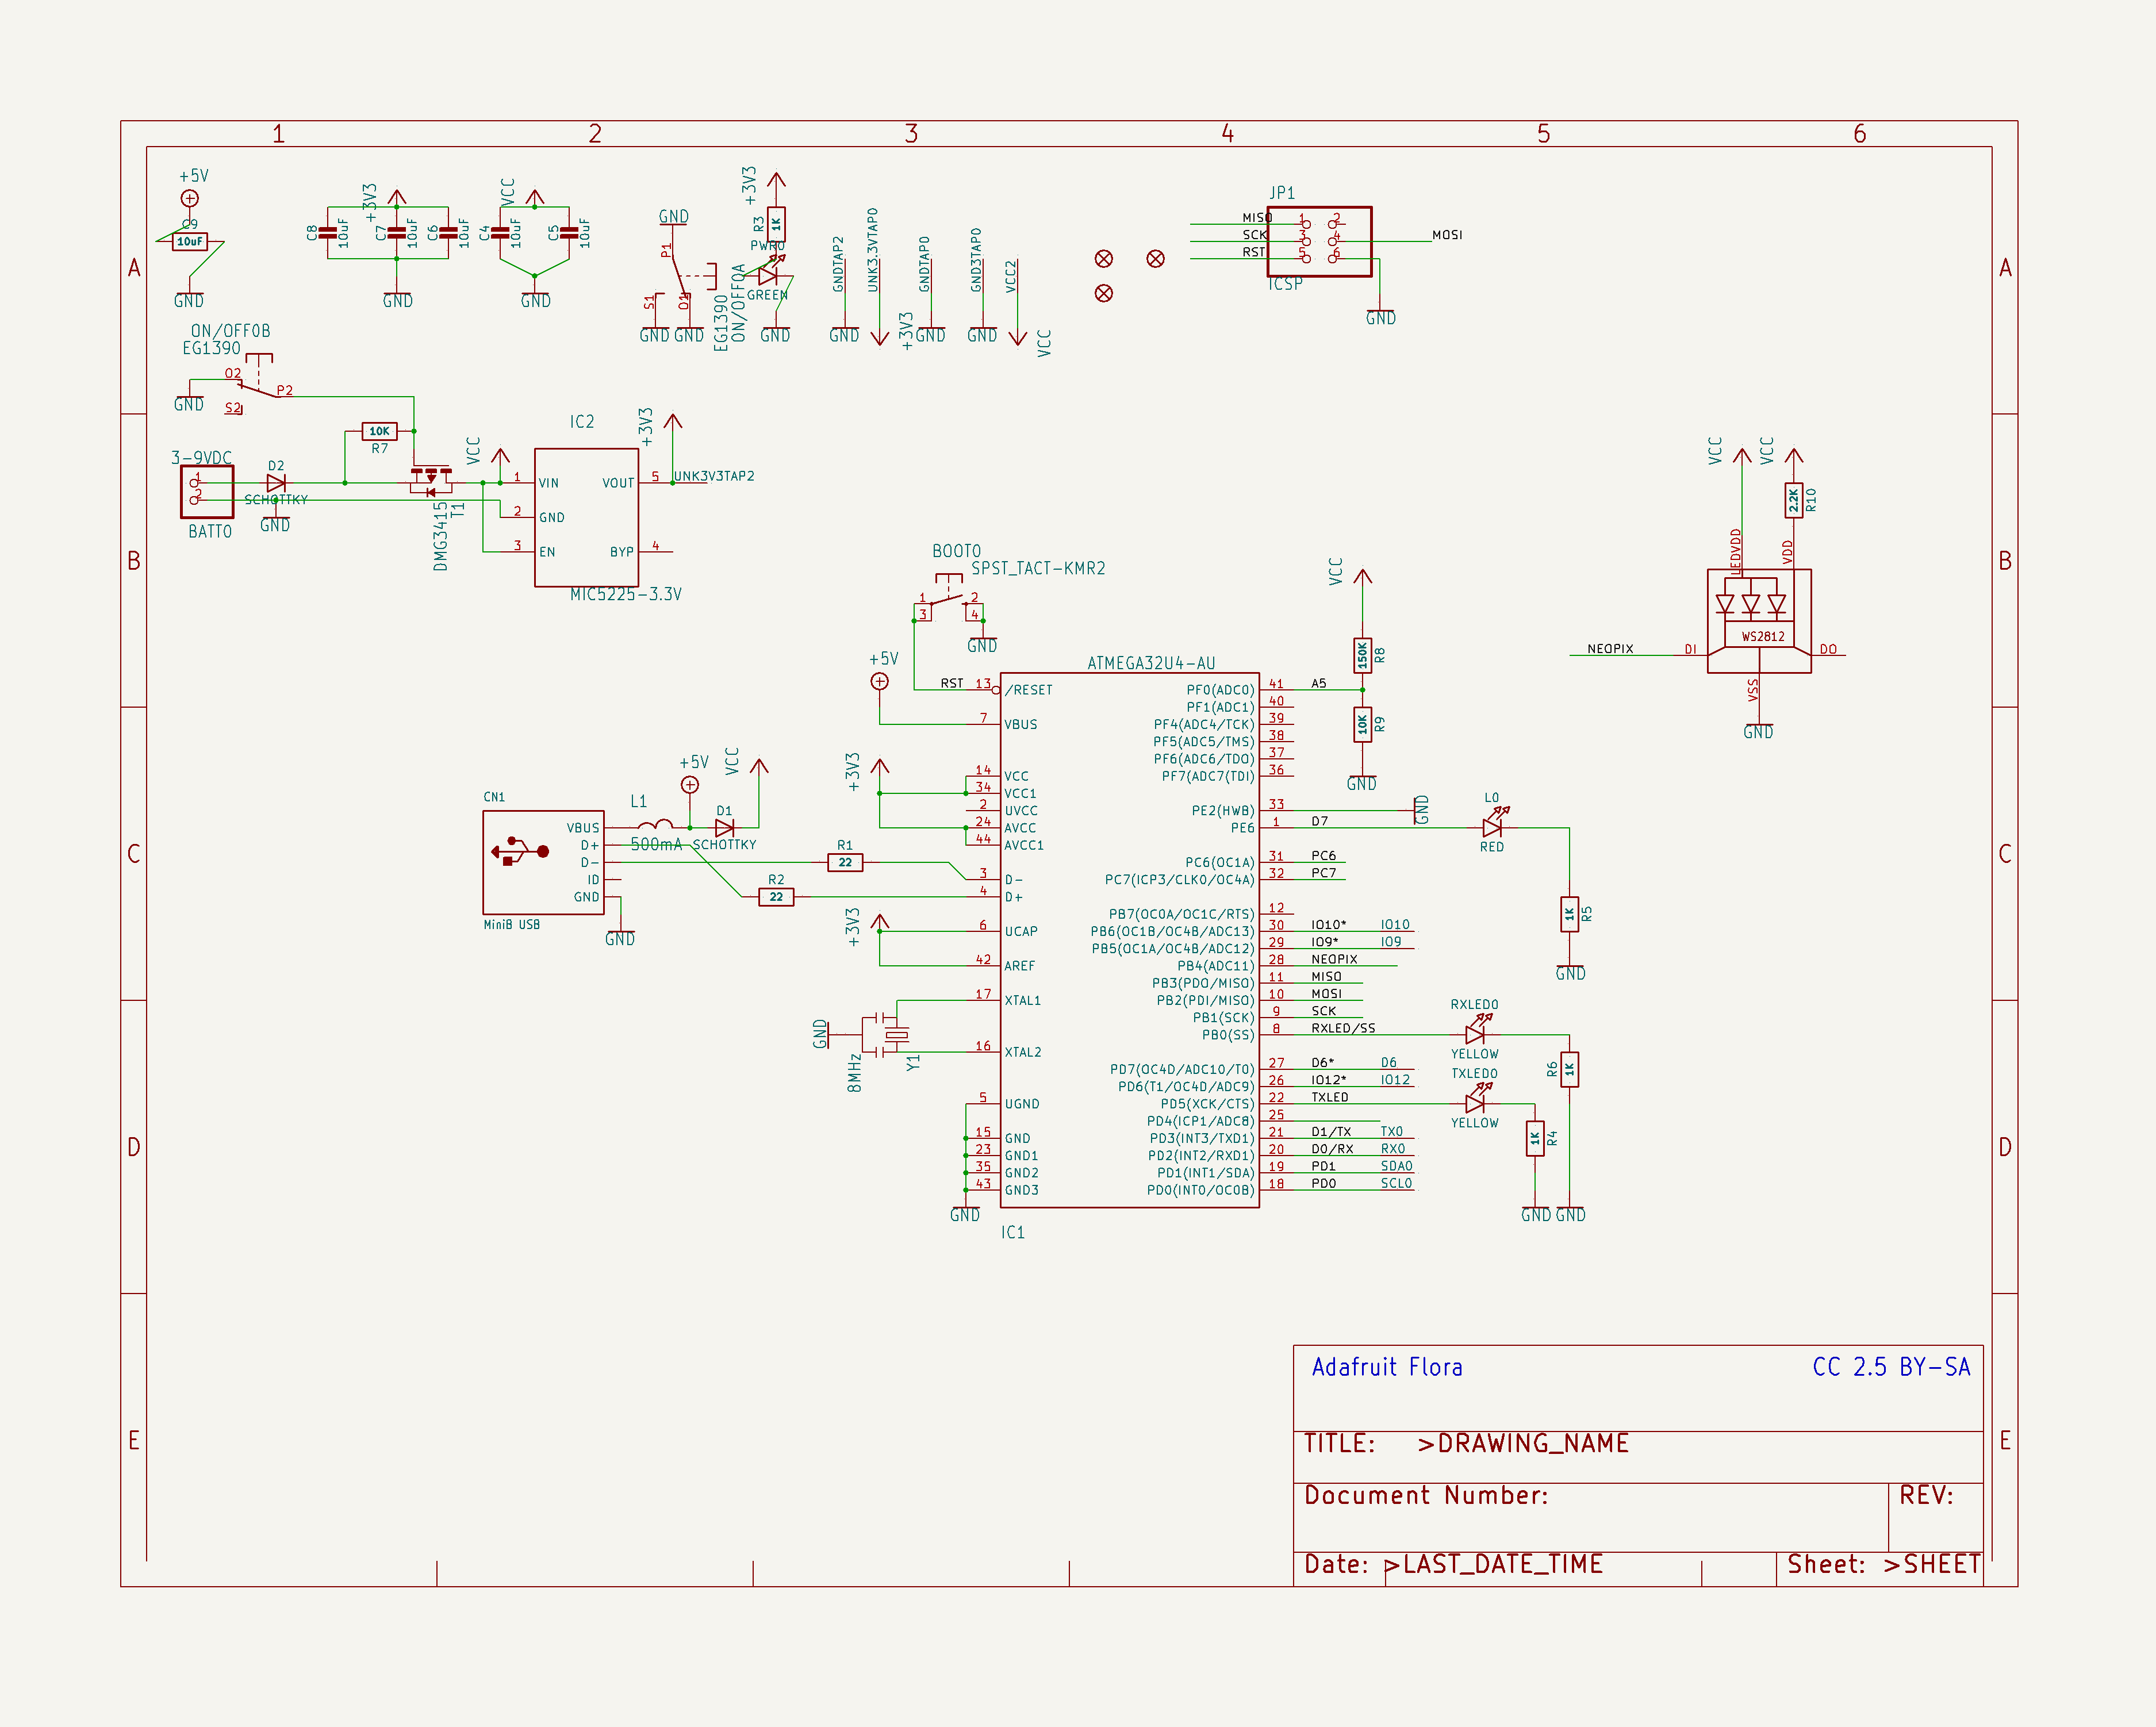 1 2 3 4 5 6
A A
B B
C C
D D
E E
+5V
C9
10uF
GND
+3V3
C8 10uF
C7 10uF
C6 10uF
GND
VCC
C4 10uF
C5 10uF
GND
GND
P1
S1
O1
GND GND
EG1390
ON/OFF0A
+3V3
R3 1K
PWR0
GREEN
GND
GNDTAP2
GND
UNK3.3VTAP0
+3V3
GNDTAP0
GND
GND3TAP0
GND
VCC2
VCC
JP1
MISO 1 2
SCK 3 4 MOSI
RST 5 6
ICSP
GND
ON/OFF0B
EG1390
O2
P2
S2
GND
10K
R7
3-9VDC
1
2
BATT0
D2
SCHOTTKY
GND
DMG3415
T1
VCC
IC2
+3V3
1 VIN VOUT 5 UNK3V3TAP2
2 GND
3 EN BYP 4
MIC5225-3.3V
BOOT0
SPST_TACT-KMR2
1 2
3 4
GND
+5V
ATMEGA32U4-AU
RST 13 /RESET
7 VBUS
+3V3
14 VCC
34 VCC1
2 UVCC
24 AVCC
44 AVCC1
3 D-
4 D+
+3V3
6 UCAP
42 AREF
17 XTAL1
16 XTAL2
GND
8MHz
Y1
5 UGND
15 GND
23 GND1
35 GND2
43 GND3
GND
IC1
PF0(ADC0) 41 A5
PF1(ADC1) 40
PF4(ADC4/TCK) 39
PF5(ADC5/TMS) 38
PF6(ADC6/TDO) 37
PF7(ADC7(TDI) 36
PE2(HWB) 33 GND
PE6 1 D7
PC6(OC1A) 31 PC6
PC7(ICP3/CLK0/OC4A) 32 PC7
PB7(OC0A/OC1C/RTS) 12
PB6(OC1B/OC4B/ADC13) 30 IO10* IO10
PB5(OC1A/OC4B/ADC12) 29 IO9* IO9
PB4(ADC11) 28 NEOPIX
PB3(PDO/MISO) 11 MISO
PB2(PDI/MISO) 10 MOSI
PB1(SCK) 9 SCK
PB0(SS) 8 RXLED/SS
PD7(OC4D/ADC10/T0) 27 D6* D6
PD6(T1/OC4D/ADC9) 26 IO12* IO12
PD5(XCK/CTS) 22 TXLED
PD4(ICP1/ADC8) 25
PD3(INT3/TXD1) 21 D1/TX TX0
PD2(INT2/RXD1) 20 D0/RX RX0
PD1(INT1/SDA) 19 PD1 SDA0
PD0(INT0/OC0B) 18 PD0 SCL0
VCC
150K R8
10K R9
GND
L0
RED
1K R5
GND
RXLED0
YELLOW
R6 1K
TXLED0
YELLOW
1K R4
GND GND
CN1
VBUS
D+
D-
ID
GND
MiniB USB
GND
L1
500mA
+5V
D1
SCHOTTKY
VCC
R1
22
R2
22
VCC VCC
2.2K R10
LEDVDD VDD
WS2812
NEOPIX DI DO
VSS
GND
Adafruit Flora CC 2.5 BY-SA
TITLE: >DRAWING_NAME
Document Number: REV:
Date: >LAST_DATE_TIME Sheet: >SHEET